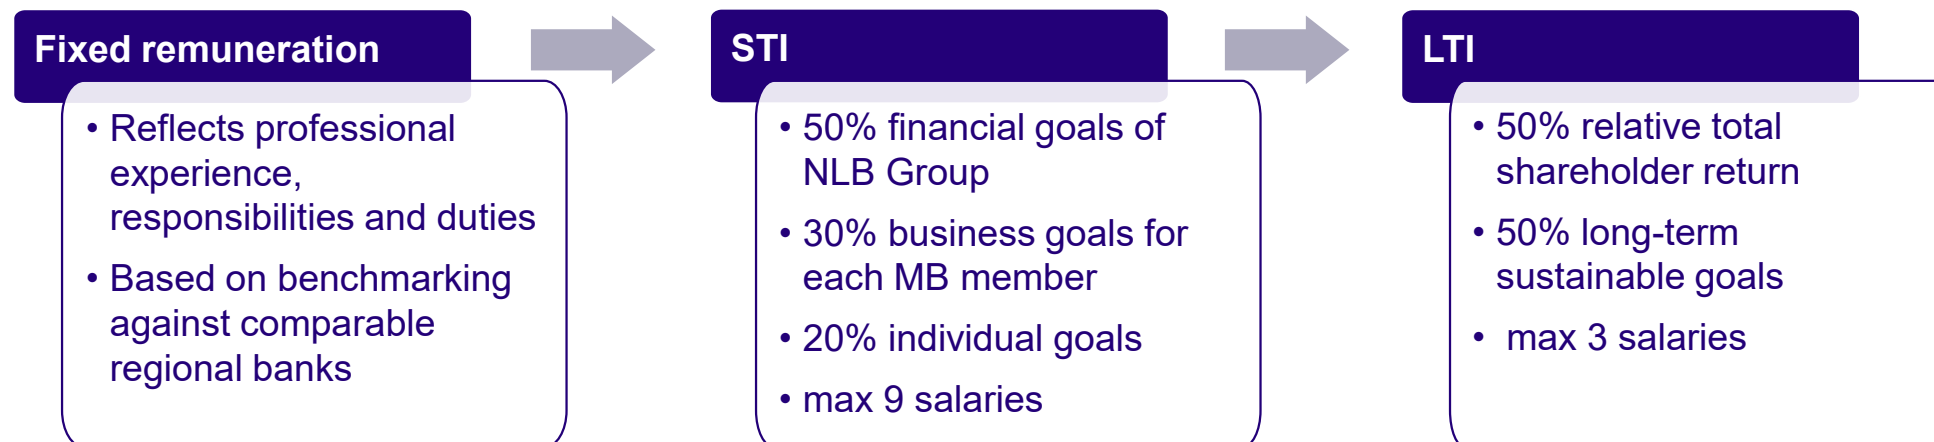 Fixed remuneration
• Reflects professional
experience,
responsibilities and duties
• Based on benchmarking
against comparable
regional banks
STI
• 50% financial goals of
NLB Group
• 30% business goals for
each MB member
• 20% individual goals
• max 9 salaries
LTI
• 50% relative total
shareholder return
• 50% long-term
sustainable goals
• max 3 salaries